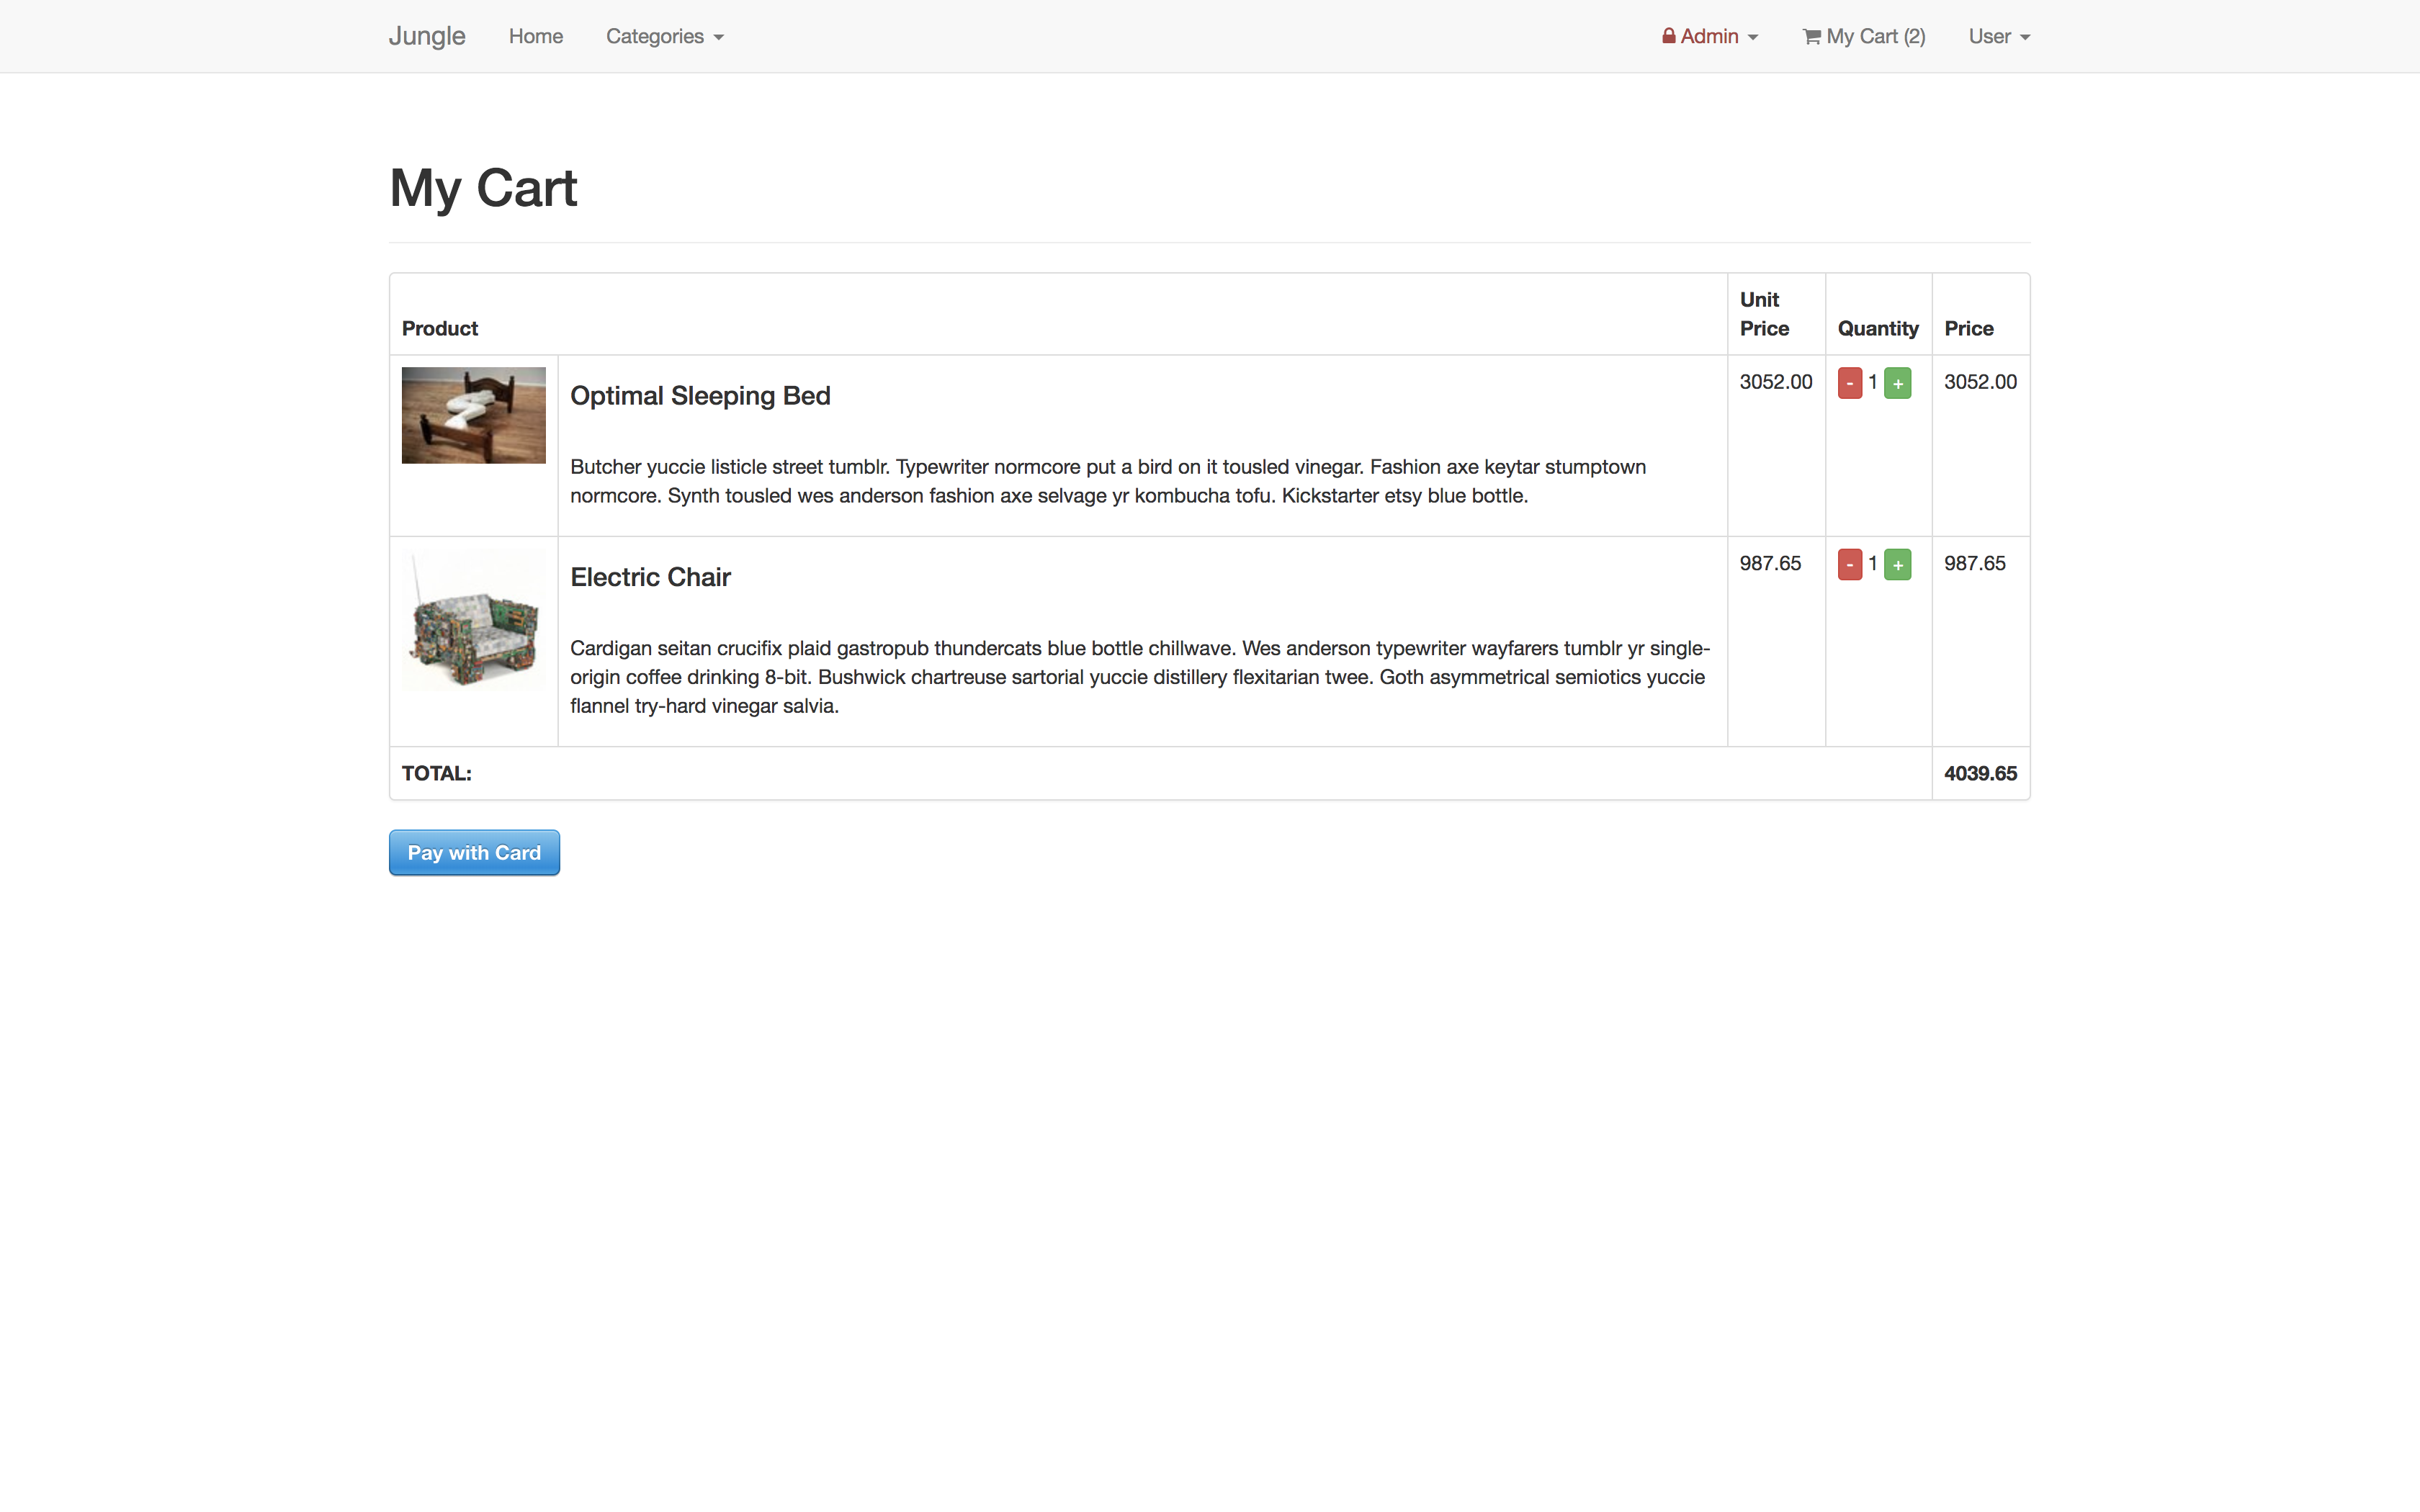 Jungle Home Categories Admin My Cart (2) User
My Cart
Product Unit Price Quantity Price
Optimal Sleeping Bed 3052.00 - 1 + 3052.00
Butcher yuccie listicle street tumblr. Typewriter normcore put a bird on it tousled vinegar. Fashion axe keytar stumptown
normcore. Synth tousled wes anderson fashion axe selvage yr kombucha tofu. Kickstarter etsy blue bottle.
Electric Chair 987.65 - 1 + 987.65
Cardigan seitan crucifix plaid gastropub thundercats blue bottle chillwave. Wes anderson typewriter wayfarers tumblr yr single-
origin coffee drinking 8-bit. Bushwick chartreuse sartorial yuccie distillery flexitarian twee. Goth asymmetrical semiotics yuccie
flannel try-hard vinegar salvia.
TOTAL: 4039.65
Pay with Card